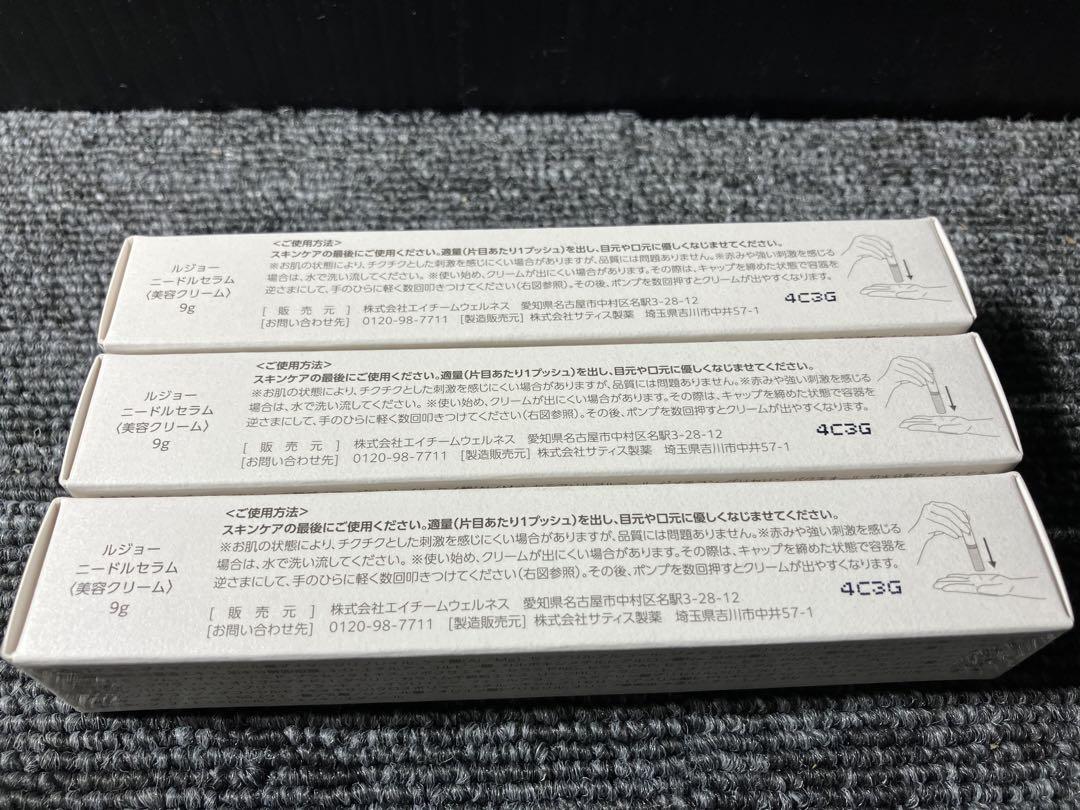 ルジョー
ニードルセラム
〈美容クリーム〉
9g
<ご使用方法>
スキンケアの最後にご使用ください。適量(片目あたり1プッシュ)を出し、目元や口元に優しくなじませてください。
※お肌の状態により、チクチクとした刺激を感じにくい場合がありますが、品質には問題ありません。※赤みや強い刺激を感じる
場合は、水で洗い流してください。※使い始め、クリームが出にくい場合があります。その際は、キャップを締めた状態で容器を
逆さまにして、手のひらに軽く数回叩きつけてください(右図参照)。その後、ポンプを数回押すとクリームが出やすくなります。
[販売元] 株式会社エイチームウェルネス 愛知県名古屋市中村区名駅3-28-12
[お問い合わせ先] 0120-98-7711 [製造販売元] 株式会社サティス製薬 埼玉県吉川市中井57-1
4C3G
ルジョー
ニードルセラム
〈美容クリーム〉
9g
<ご使用方法>
スキンケアの最後にご使用ください。適量(片目あたり1プッシュ)を出し、目元や口元に優しくなじませてください。
※お肌の状態により、チクチクとした刺激を感じにくい場合がありますが、品質には問題ありません。※赤みや強い刺激を感じる
場合は、水で洗い流してください。※使い始め、クリームが出にくい場合があります。その際は、キャップを締めた状態で容器を
逆さまにして、手のひらに軽く数回叩きつけてください(右図参照)。その後、ポンプを数回押すとクリームが出やすくなります。
[販売元] 株式会社エイチームウェルネス 愛知県名古屋市中村区名駅3-28-12
[お問い合わせ先] 0120-98-7711 [製造販売元] 株式会社サティス製薬 埼玉県吉川市中井57-1
4C3G
ルジョー
ニードルセラム
〈美容クリーム〉
9g
<ご使用方法>
スキンケアの最後にご使用ください。適量(片目あたり1プッシュ)を出し、目元や口元に優しくなじませてください。
※お肌の状態により、チクチクとした刺激を感じにくい場合がありますが、品質には問題ありません。※赤みや強い刺激を感じる
場合は、水で洗い流してください。※使い始め、クリームが出にくい場合があります。その際は、キャップを締めた状態で容器を
逆さまにして、手のひらに軽く数回叩きつけてください(右図参照)。その後、ポンプを数回押すとクリームが出やすくなります。
[販売元] 株式会社エイチームウェルネス 愛知県名古屋市中村区名駅3-28-12
[お問い合わせ先] 0120-98-7711 [製造販売元] 株式会社サティス製薬 埼玉県吉川市中井57-1
4C3G